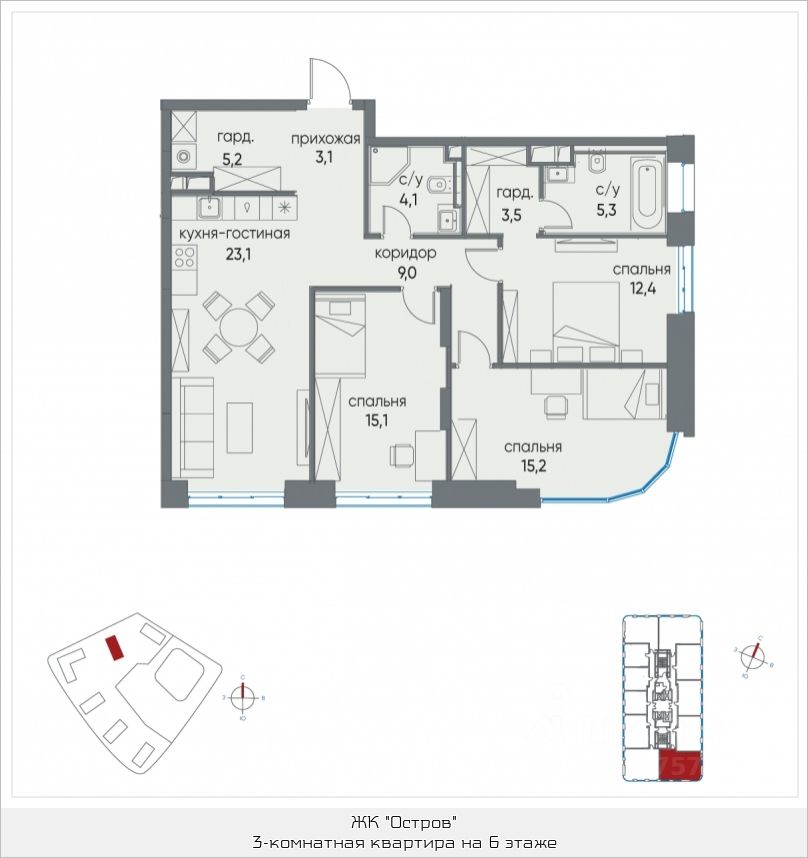 гард.
5,2
прихожая
3,1
с/у
4,1
гард.
3,5
с/у
5,3
кухня-гостиная
23,1
коридор
9,0
спальня
12,4
спальня
15,1
спальня
15,2
С
З
В
Ю
С
З
В
Ю
757
ЖК "Остров"
3-комнатная квартира на 6 этаже